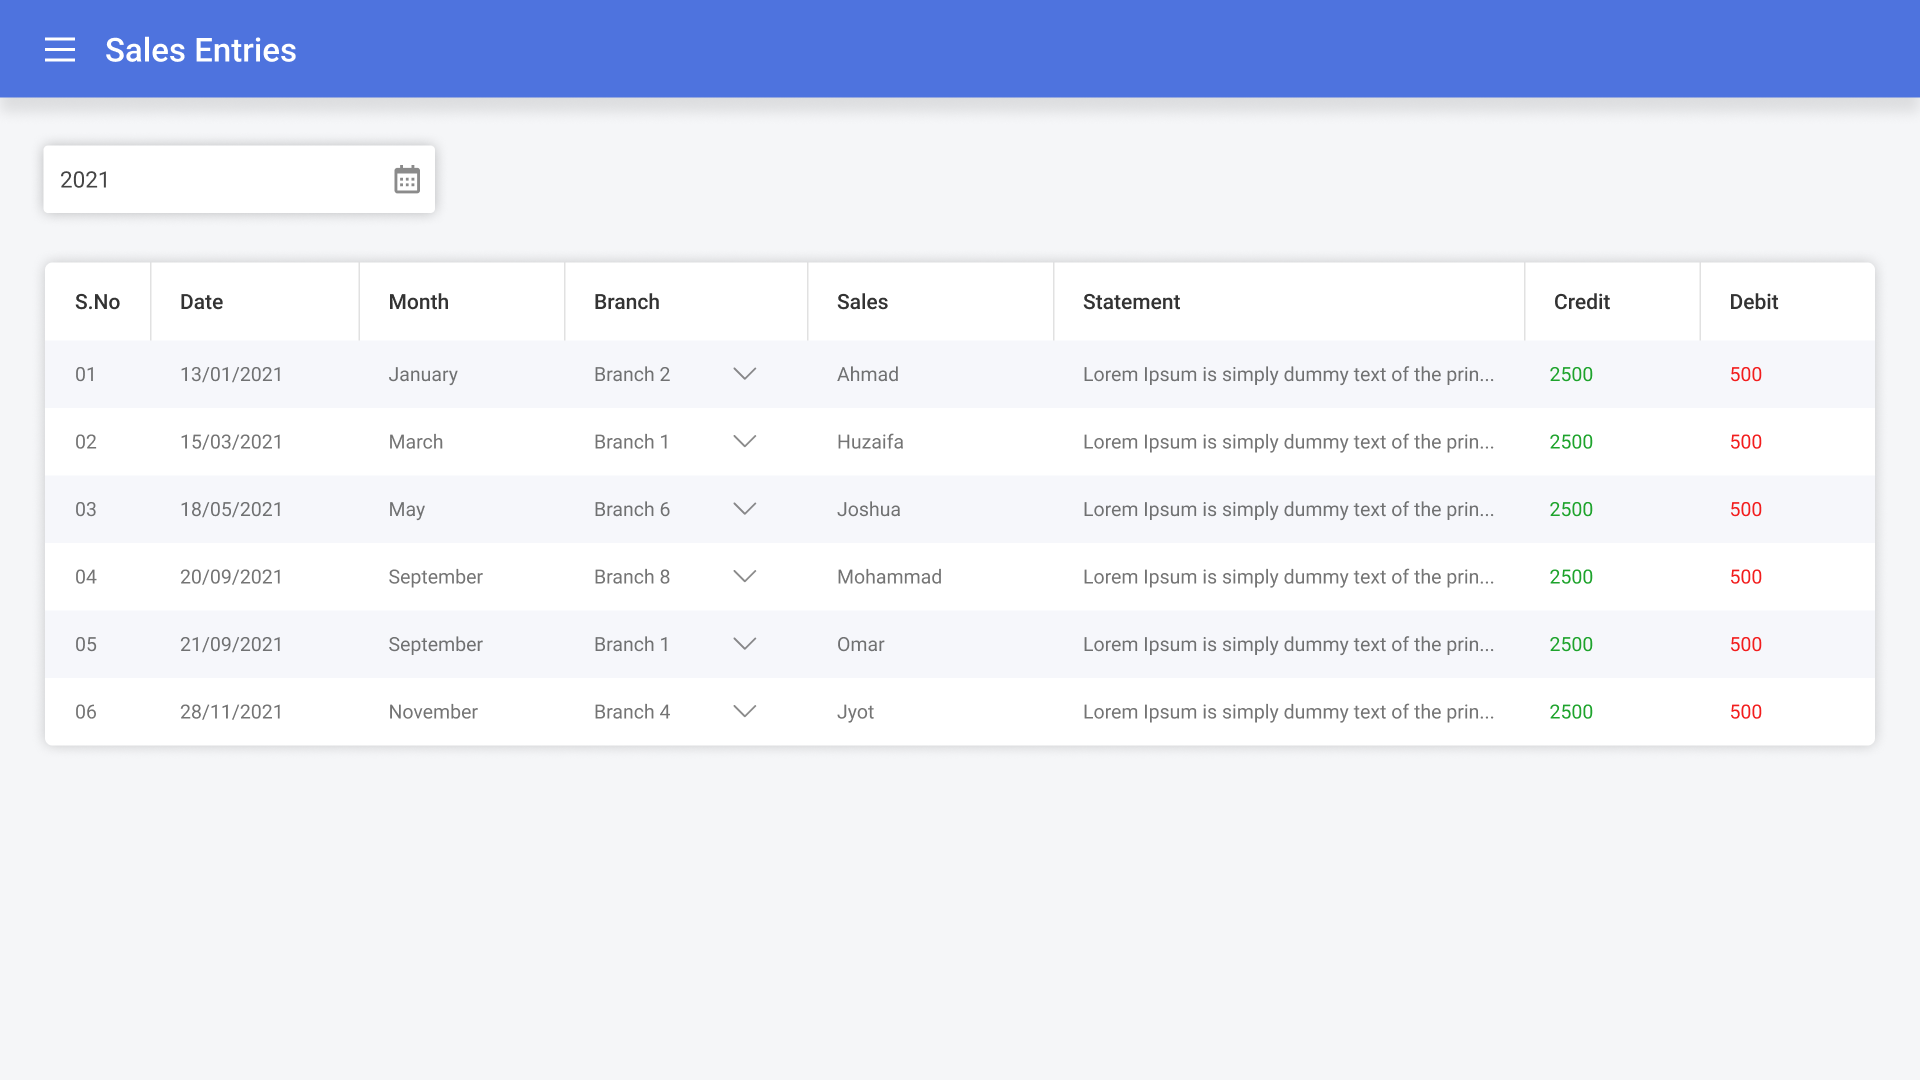 Sales Entries
2021
S.No Date Month Branch Sales Statement Credit Debit
01 13/01/2021 January Branch 2 Ahmad Lorem Ipsum is simply dummy text of the prin... 2500 500
02 15/03/2021 March Branch 1 Huzaifa Lorem Ipsum is simply dummy text of the prin... 2500 500
03 18/05/2021 May Branch 6 Joshua Lorem Ipsum is simply dummy text of the prin... 2500 500
04 20/09/2021 September Branch 8 Mohammad Lorem Ipsum is simply dummy text of the prin... 2500 500
05 21/09/2021 September Branch 1 Omar Lorem Ipsum is simply dummy text of the prin... 2500 500
06 28/11/2021 November Branch 4 Jyot Lorem Ipsum is simply dummy text of the prin... 2500 500